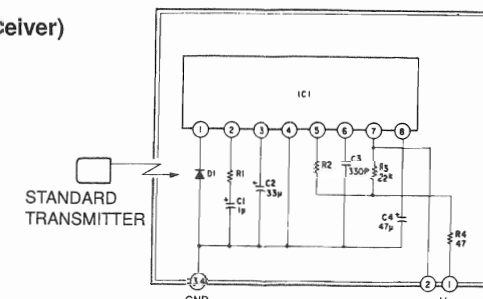 ceiver)
IC1
1 2 3 4 5 6 7 8
D1
R1
C1
1µ
C2
33µ
R2
C3
330P
R3
22k
C4
47µ
R4
47
STANDARD
TRANSMITTER
3,4
2 1
GND